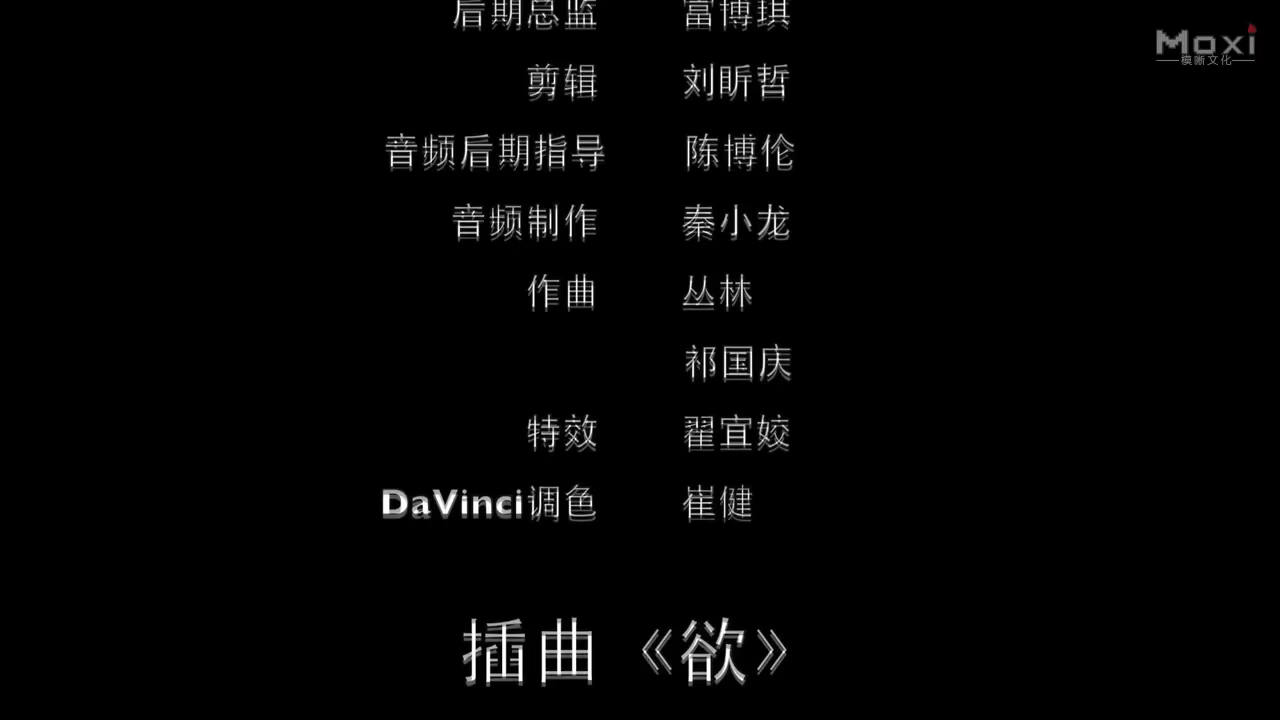 后期总监 富博琪
Moxi
模晰文化
剪辑 刘昕哲
音频后期指导 陈博伦
音频制作 秦小龙
作曲 丛林
祁国庆
特效 翟宜姣
DaVinci调色 崔健
插曲《欲》